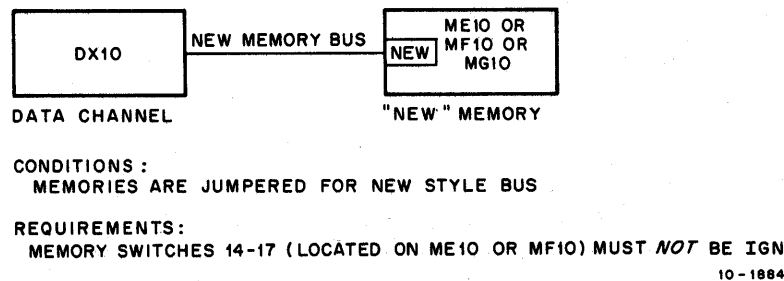 DX10
NEW MEMORY BUS
NEW
ME10 OR
MF10 OR
MG10
DATA CHANNEL
"NEW" MEMORY
CONDITIONS:
MEMORIES ARE JUMPERED FOR NEW STYLE BUS
REQUIREMENTS:
MEMORY SWITCHES 14-17 (LOCATED ON ME10 OR MF10) MUST NOT BE IGN
10-1884